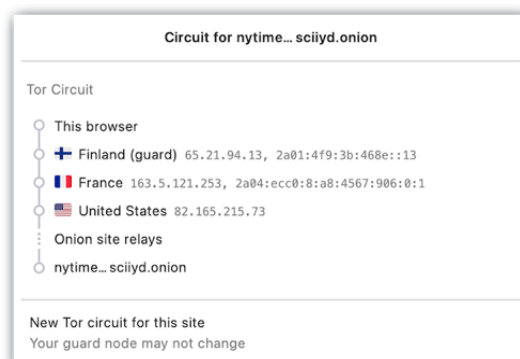 Circuit for nytime... sciiyd.onion
Tor Circuit
This browser
Finland (guard) 65.21.94.13, 2a01:4f9:3b:468e::13
France 163.5.121.253, 2a04:ecc0:8:a8:4567:906:0:1
United States 82.165.215.73
Onion site relays
nytime... sciiyd.onion
New Tor circuit for this site
Your guard node may not change